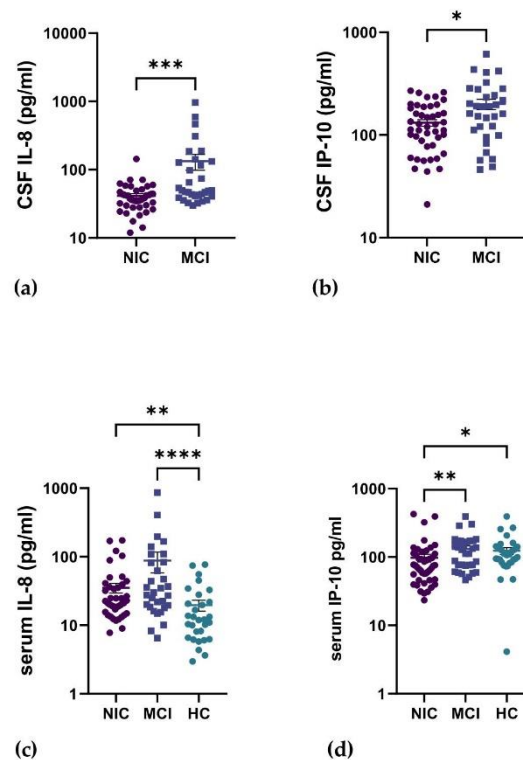 10000
1000
100
10
CSF IL-8 (pg/ml)
***
NIC MCI
(a)
1000
100
10
CSF IP-10 (pg/ml)
*
NIC MCI
(b)
**
****
1000
100
10
1
serum IL-8 (pg/ml)
NIC MCI HC
(c)
*
**
1000
100
10
1
serum IP-10 pg/ml)
NIC MCI HC
(d)